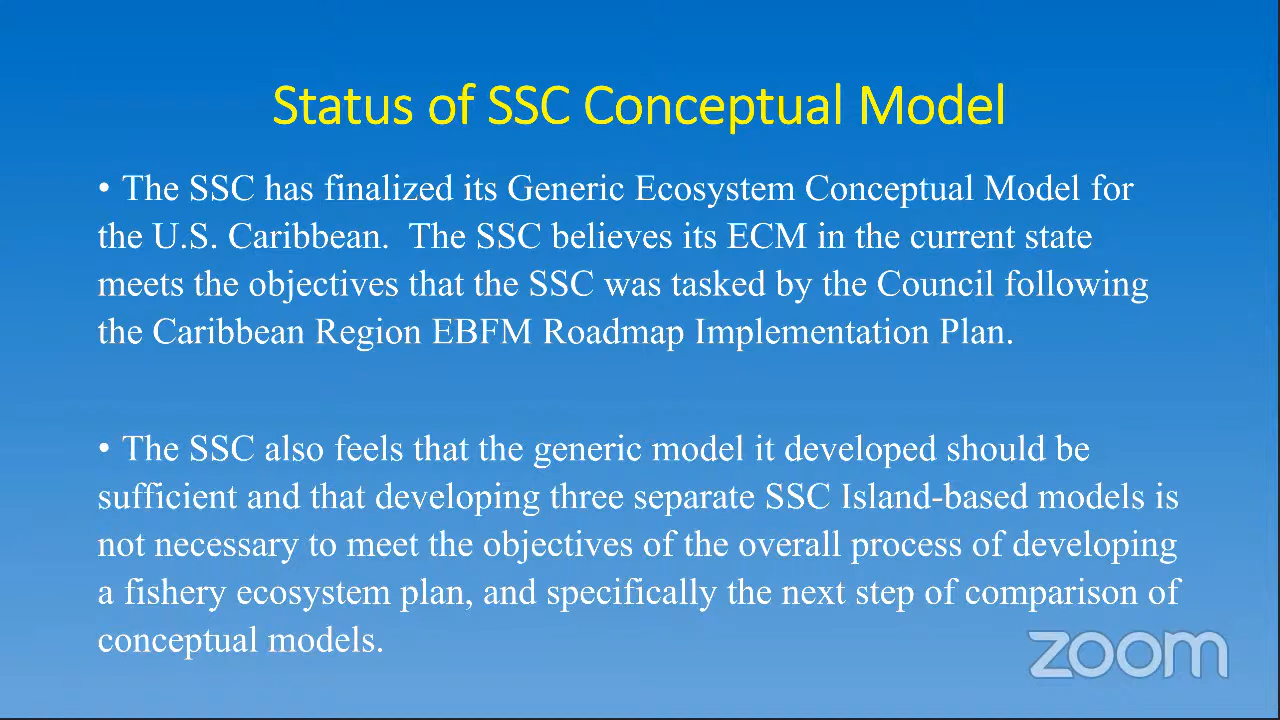 Status of SSC Conceptual Model
• The SSC has finalized its Generic Ecosystem Conceptual Model for
the U.S. Caribbean.  The SSC believes its ECM in the current state
meets the objectives that the SSC was tasked by the Council following
the Caribbean Region EBFM Roadmap Implementation Plan.
• The SSC also feels that the generic model it developed should be
sufficient and that developing three separate SSC Island-based models is
not necessary to meet the objectives of the overall process of developing
a fishery ecosystem plan, and specifically the next step of comparison of
conceptual models.
zoom